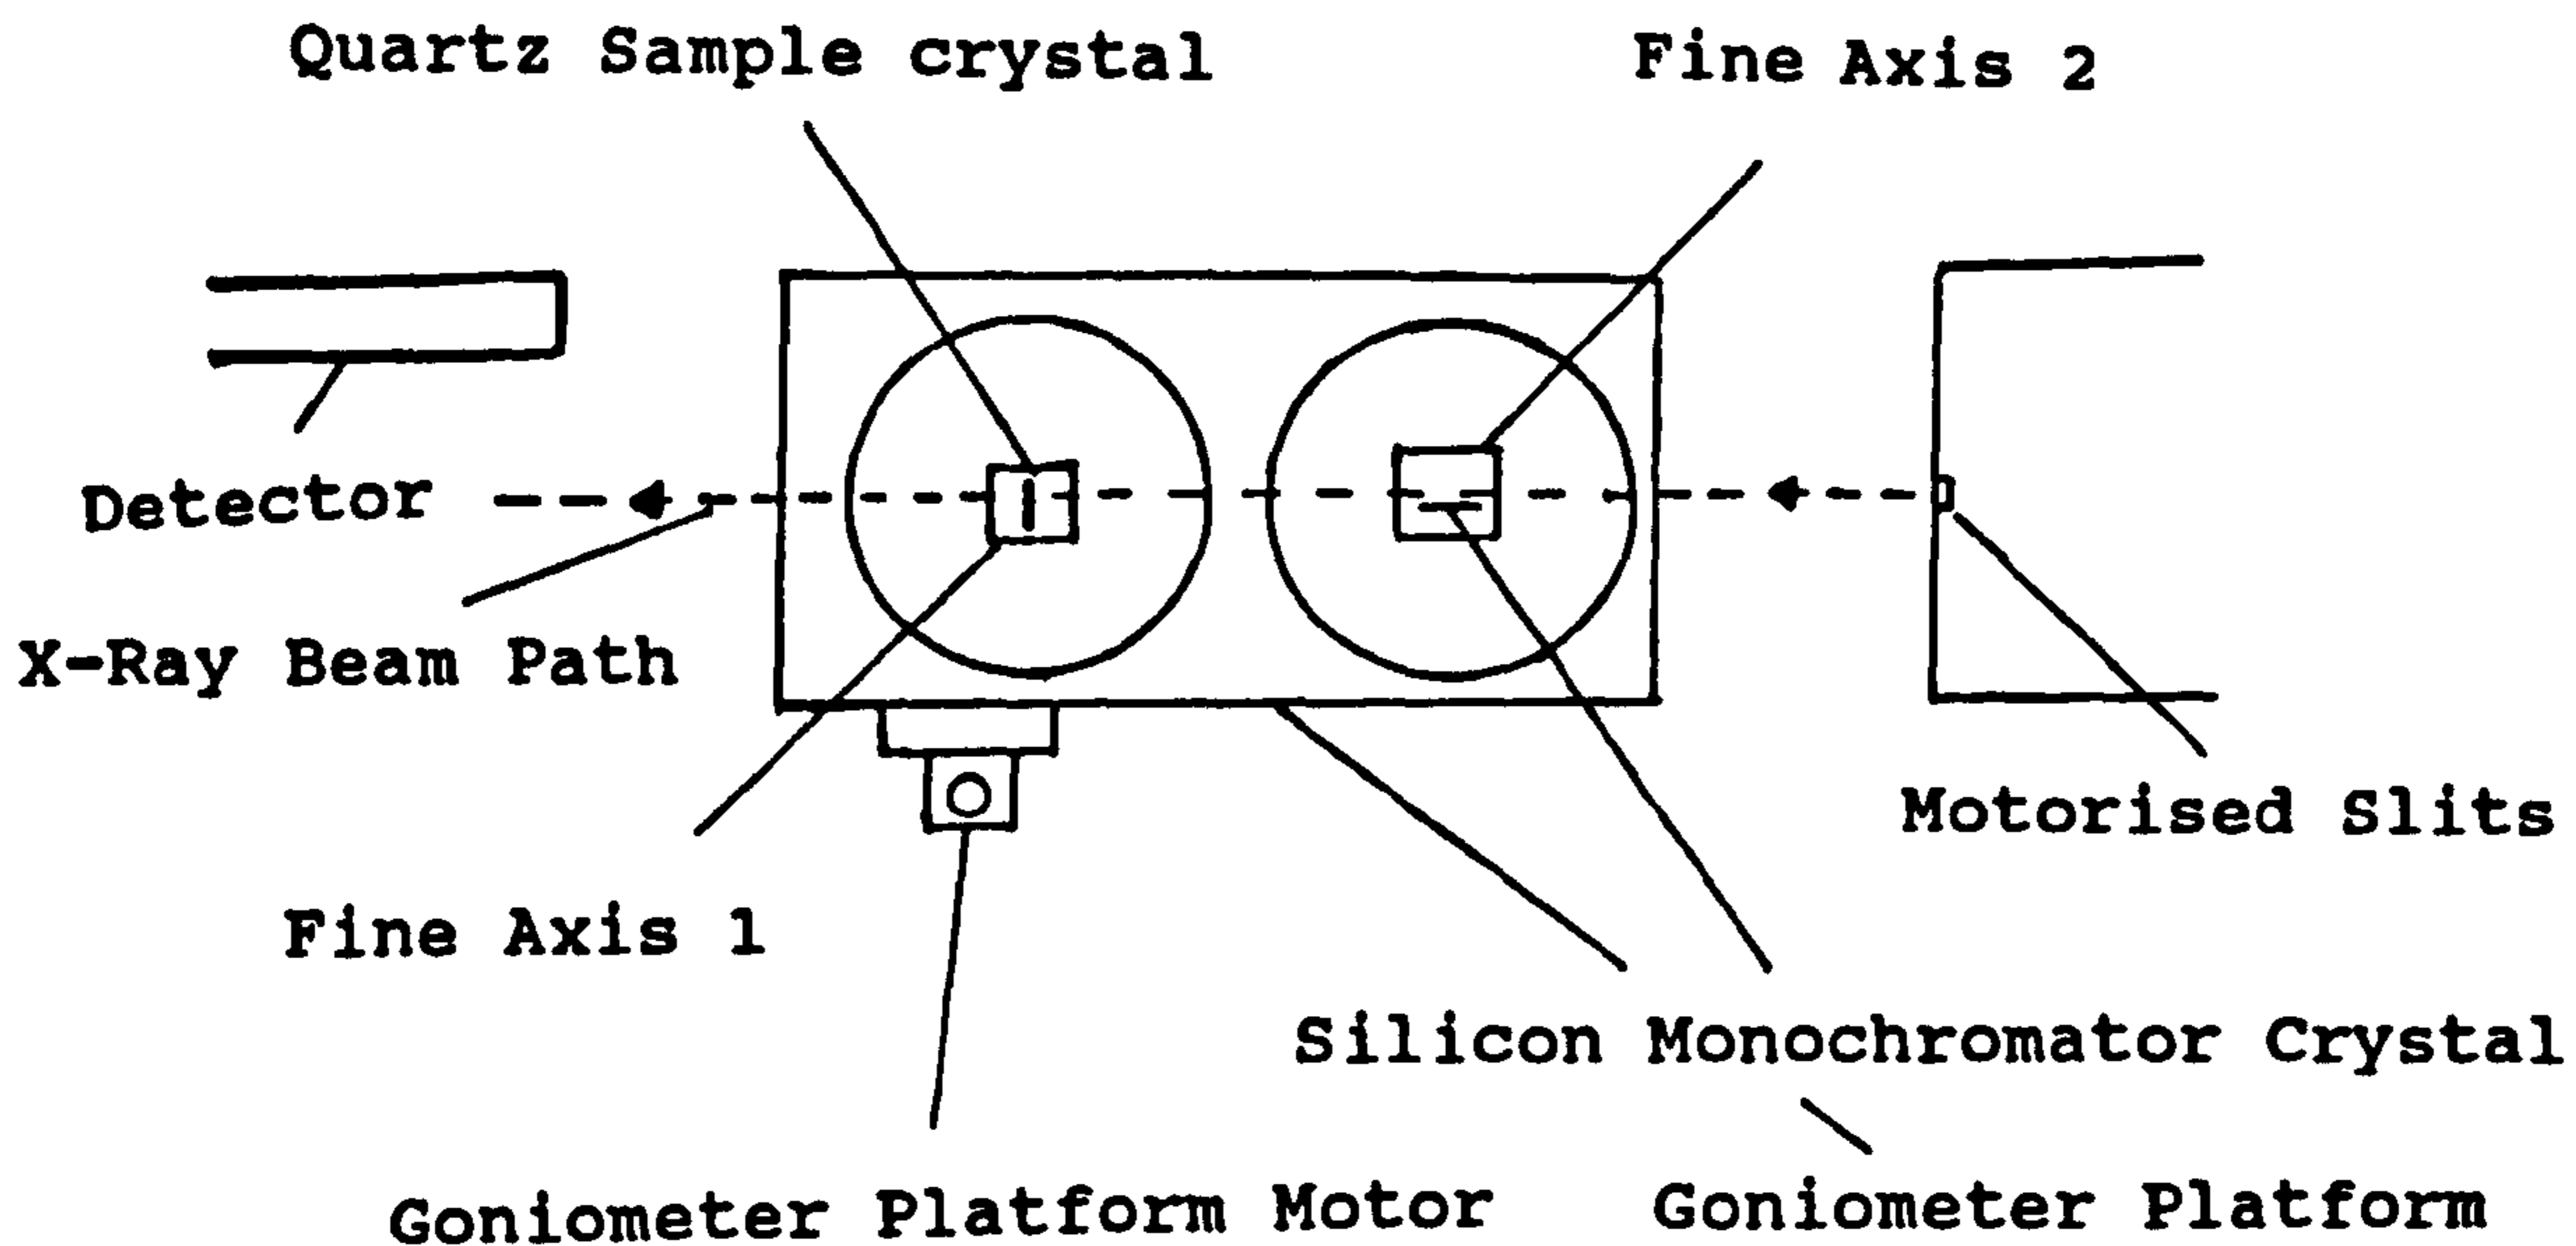 Quartz Sample crystal
Fine Axis 2
Detector
X-Ray Beam Path
Motorised Slits
Fine Axis 1
Silicon Monochromator Crystal
Goniometer Platform Motor
Goniometer Platform